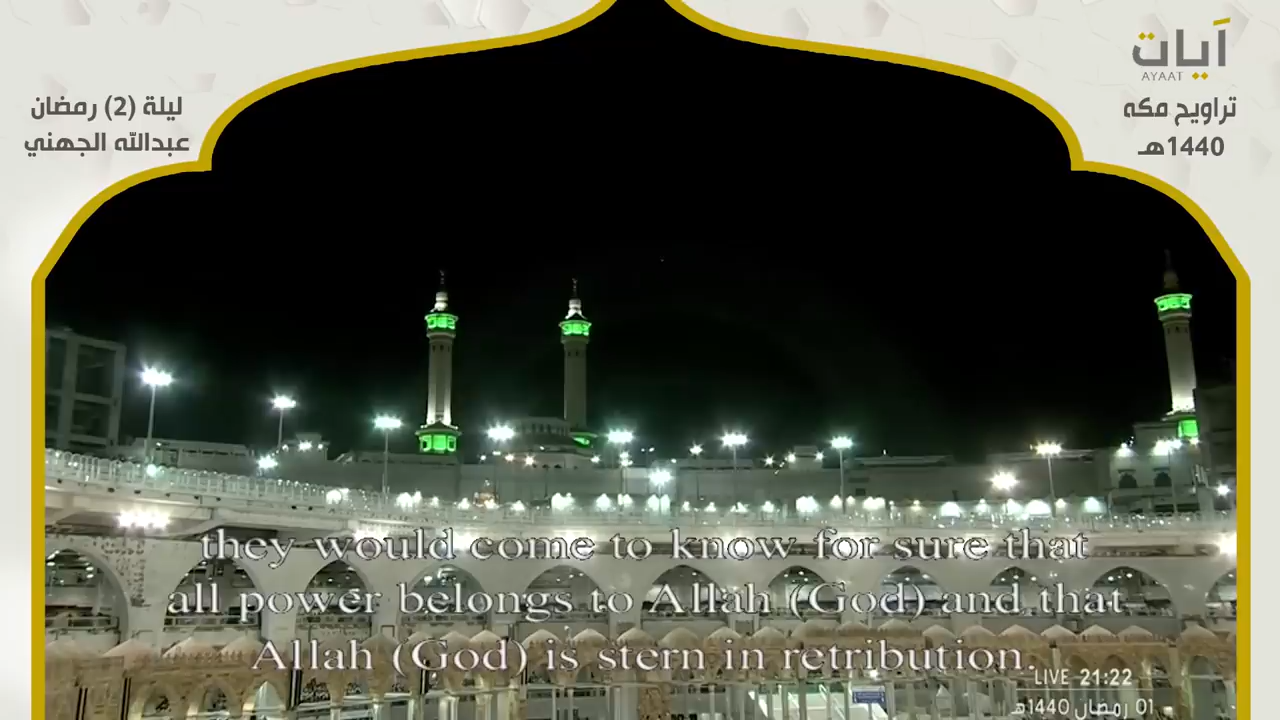 آيات
AYAAT
تراويح مكه
1440هـ
ليلة (2) رمضان
عبدالله الجهني
they would come to know for sure that
all power belongs to Allah (God) and that
Allah (God) is stern in retribution.
LIVE 21:22
01 رمضان 1440هـ